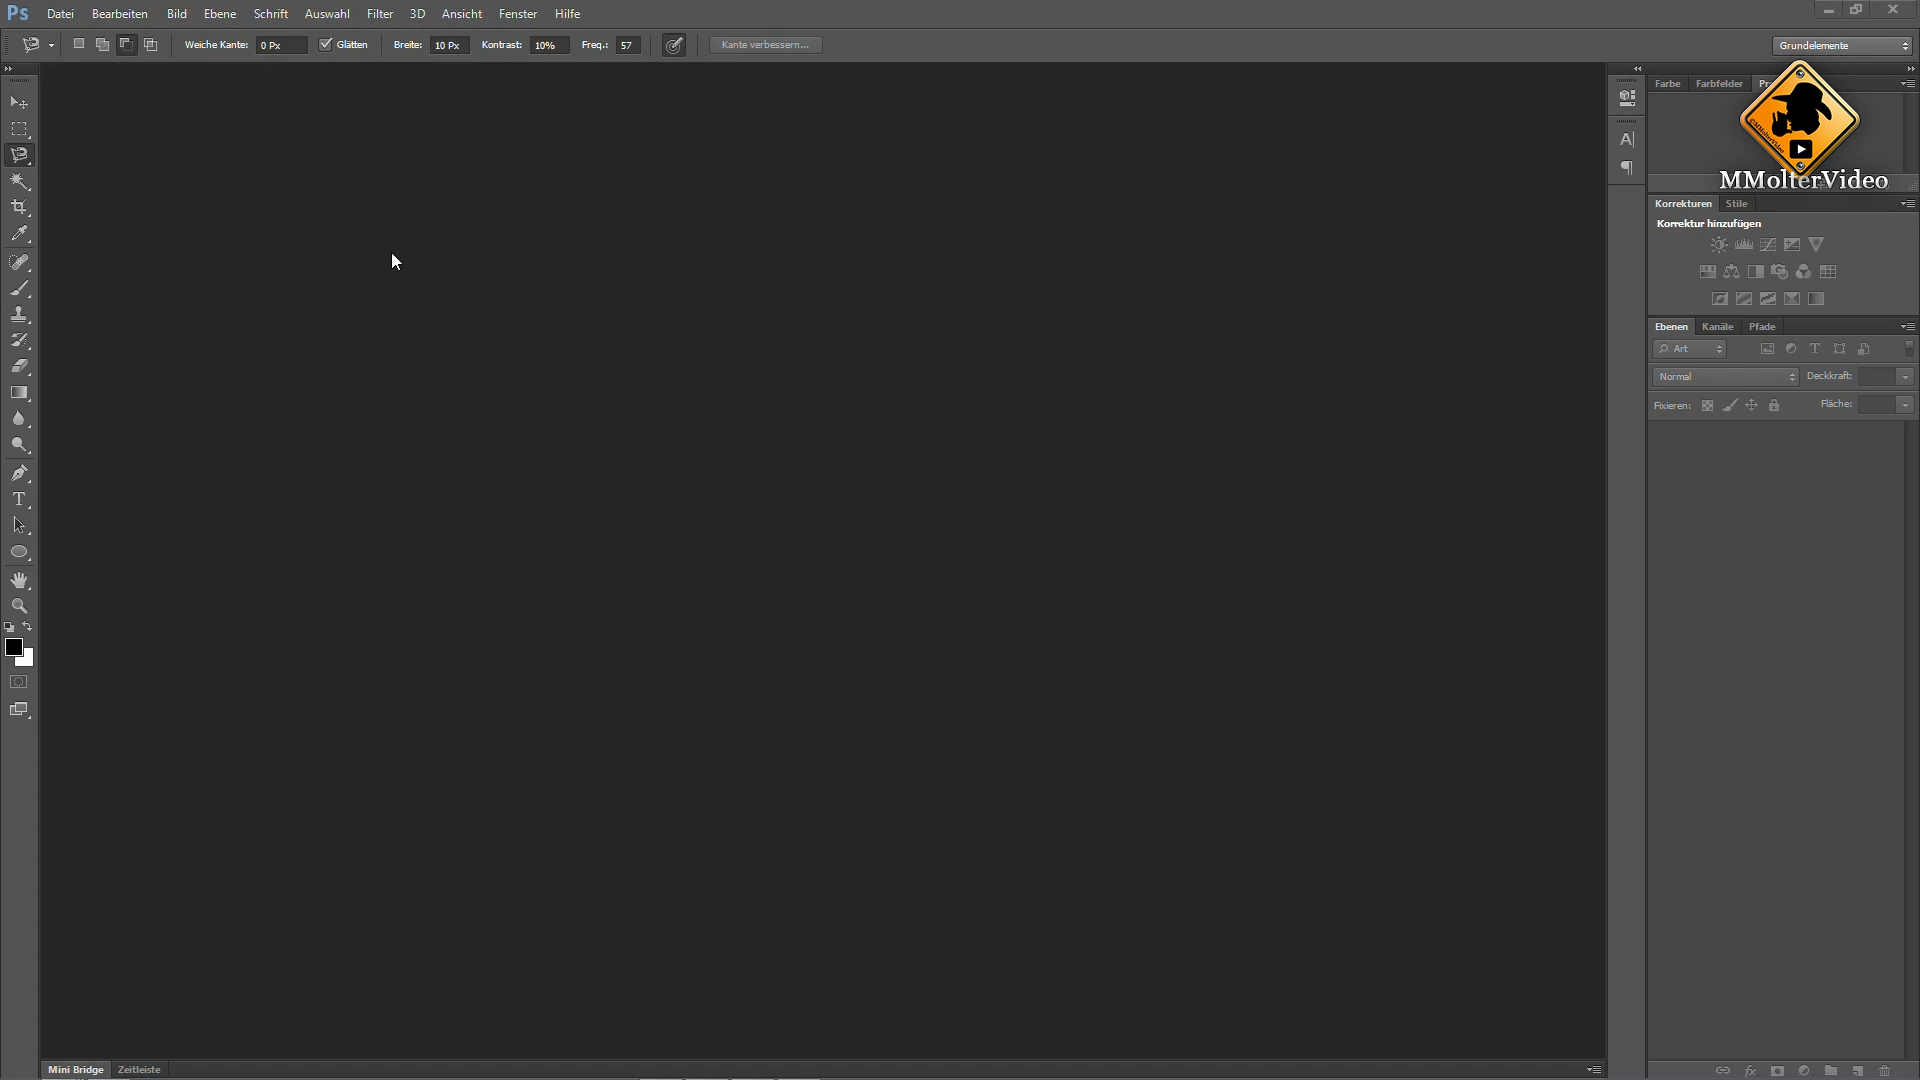 Ps Datei Bearbeiten Bild Ebene Schrift Auswahl Filter 3D Ansicht Fenster Hilfe
Weiche Kante: 0 Px Glätten Breite: 10 Px Kontrast: 10% Freq.: 57 Kante verbessern... Grundelemente
Farbe Farbfelder
MMolterVideo
Korrekturen Stile
Korrektur hinzufügen
Ebenen Kanäle Pfade
Art
Normal Deckkraft:
Fixieren: Fläche:
Mini Bridge Zeitleiste